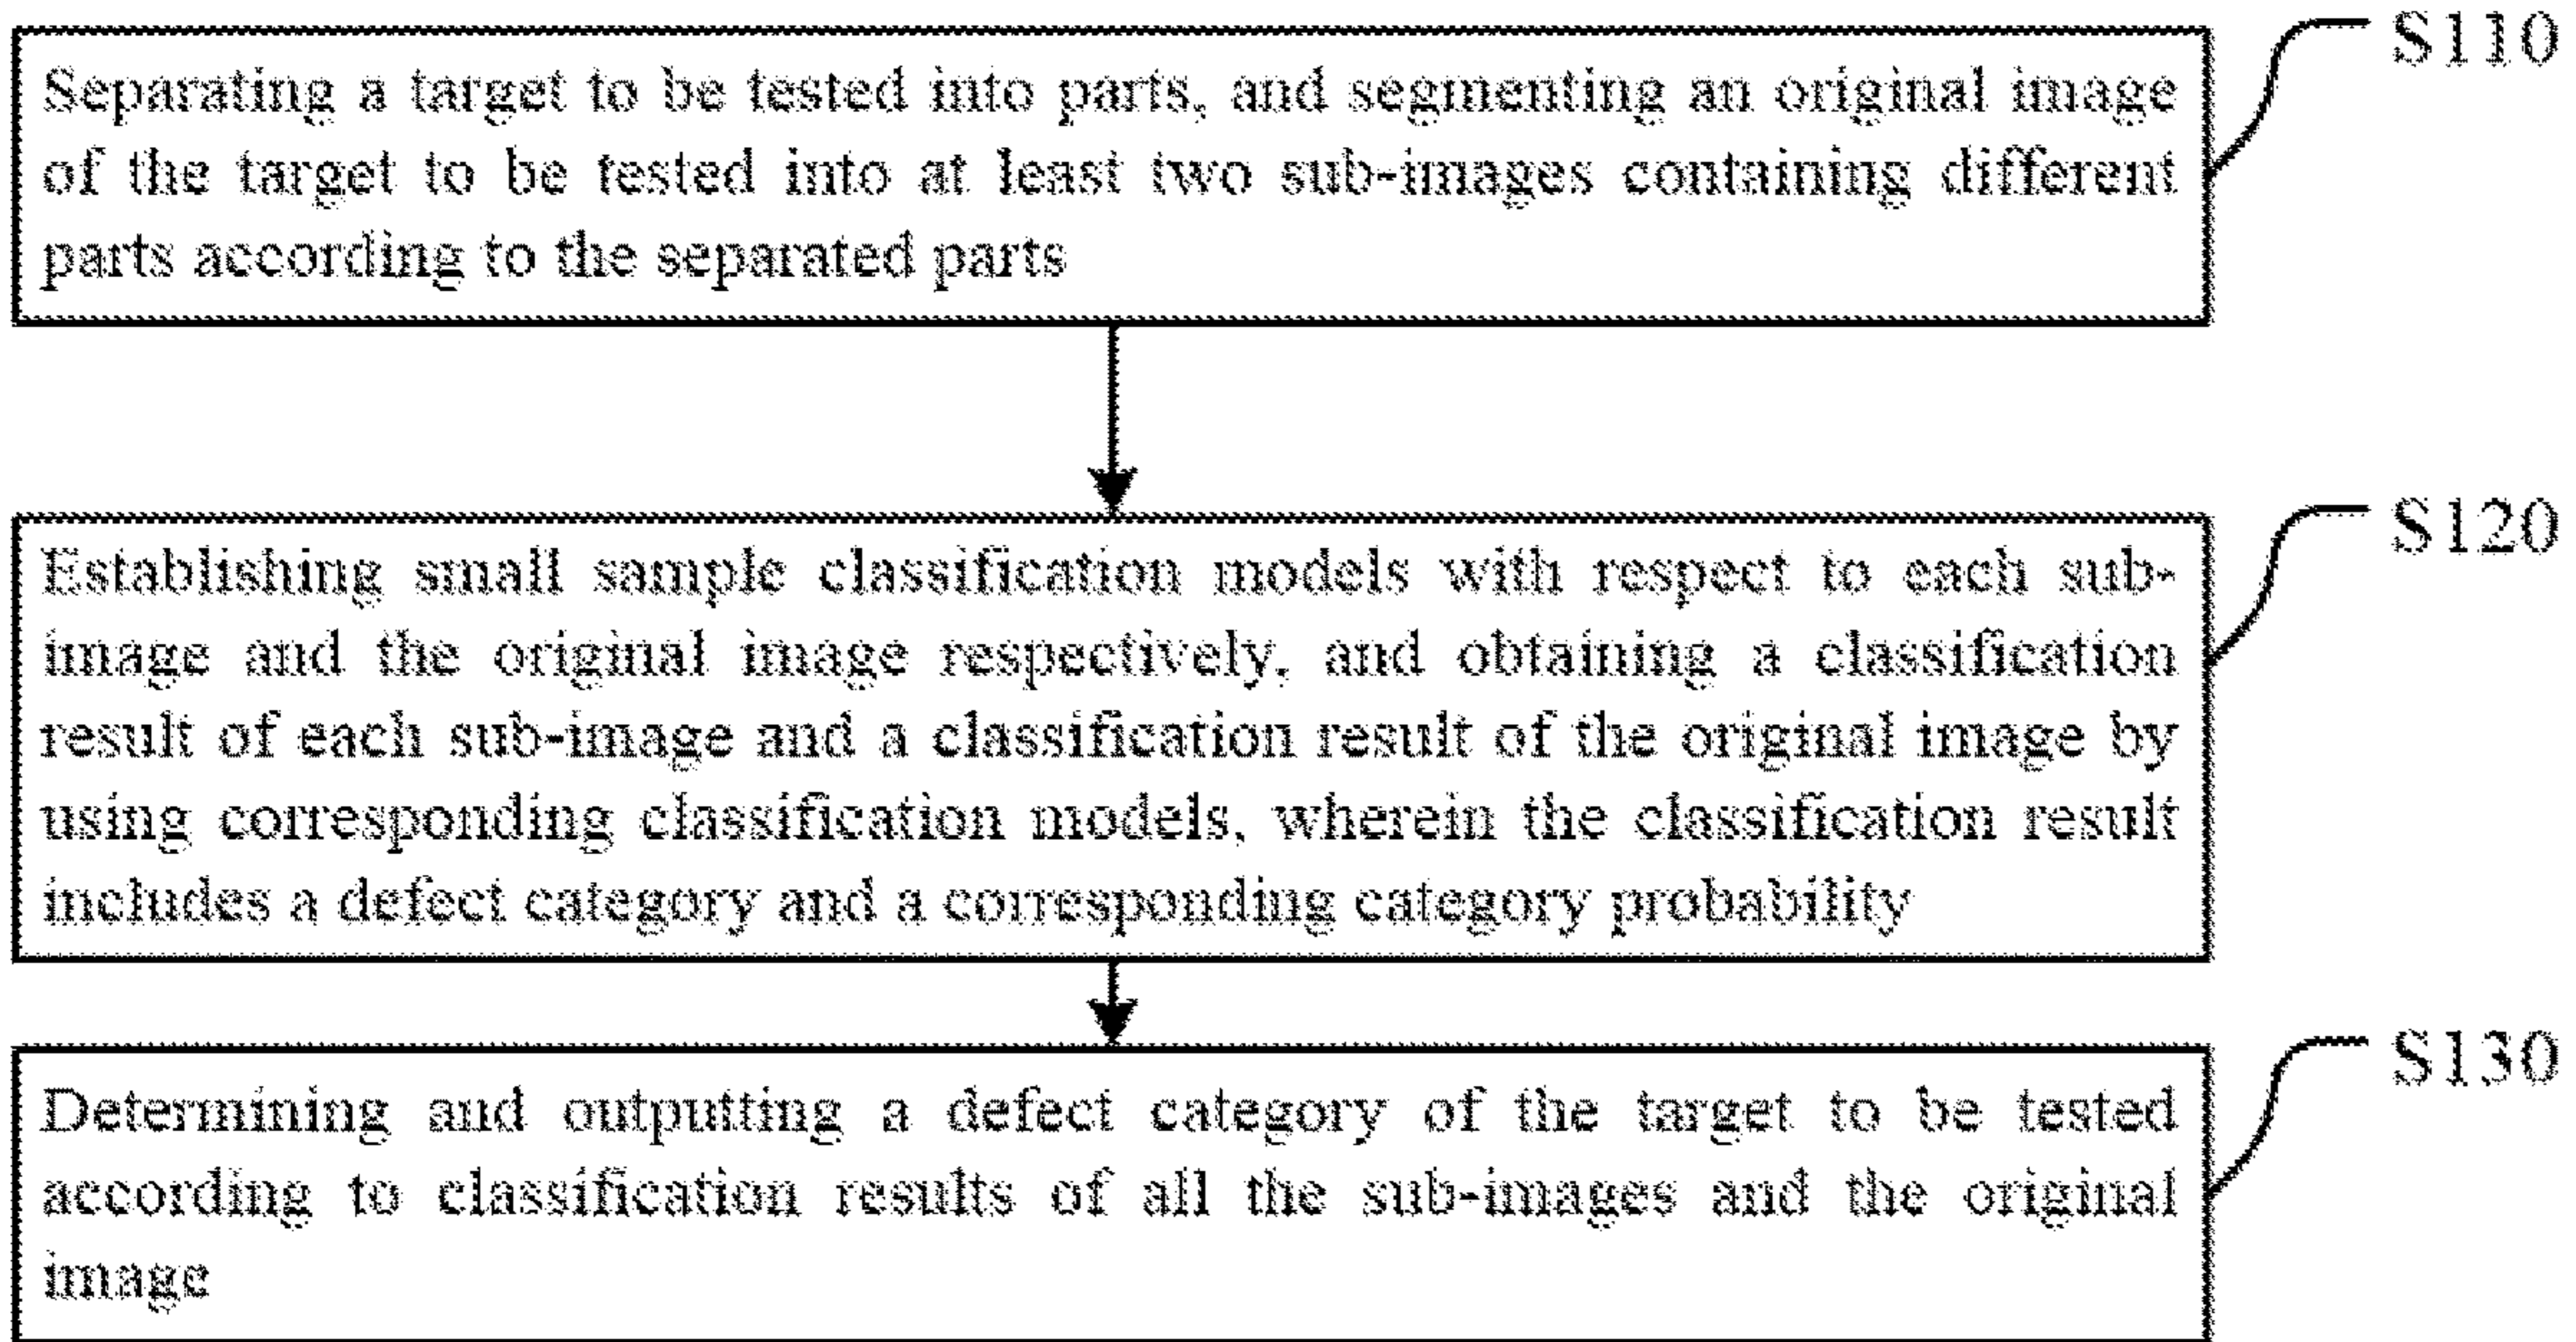 S110
Separating a target to be tested into parts, and segmenting an original image
of the target to be tested into at least two sub-images containing different
parts according to the separated parts
S120
Establishing small sample classification models with respect to each sub-
image and the original image respectively, and obtaining a classification
result of each sub-image and a classification result of the original image by
using corresponding classification models, wherein the classification result
includes a defect category and a corresponding category probability
S130
Determining and outputting a defect category of the target to be tested
according to classification results of all the sub-images and the original
image